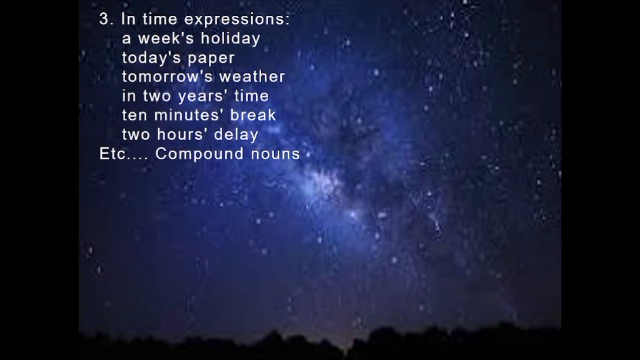 3. In time expressions:
a week's holiday
today's paper
tomorrow's weather
in two years' time
ten minutes' break
two hours' delay
Etc.... Compound nouns